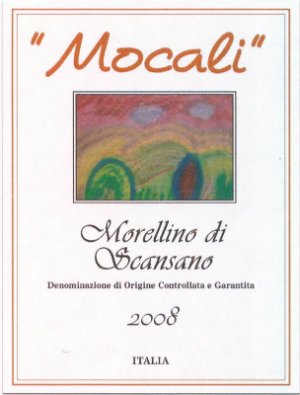 "Mocali"
Morellino di
Scansano
Denominazione di Origine Controllata e Garantita
2008
ITALIA